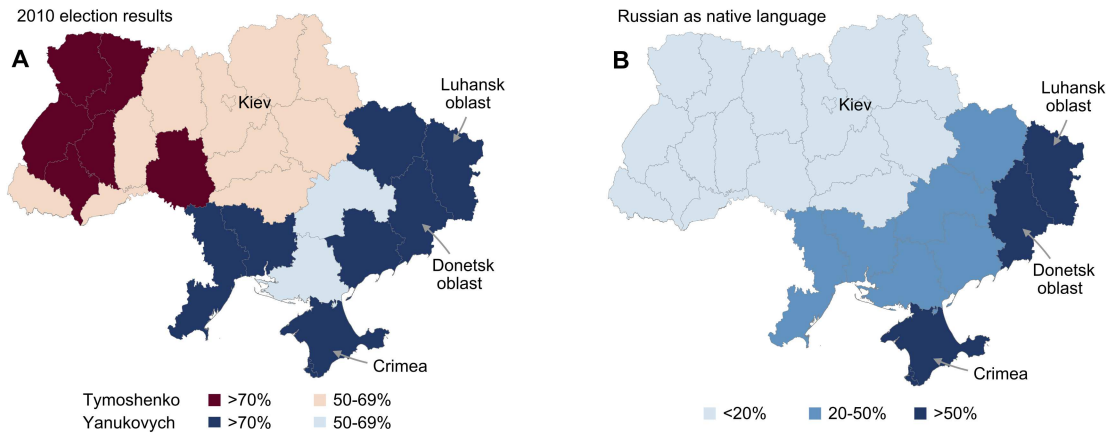 2010 election results
A
Kiev
Luhansk
oblast
Donetsk
oblast
Crimea
Tymoshenko >70% 50-69%
Yanukovych >70% 50-69%
Russian as native language
B
Kiev
Luhansk
oblast
Donetsk
oblast
Crimea
<20% 20-50% >50%